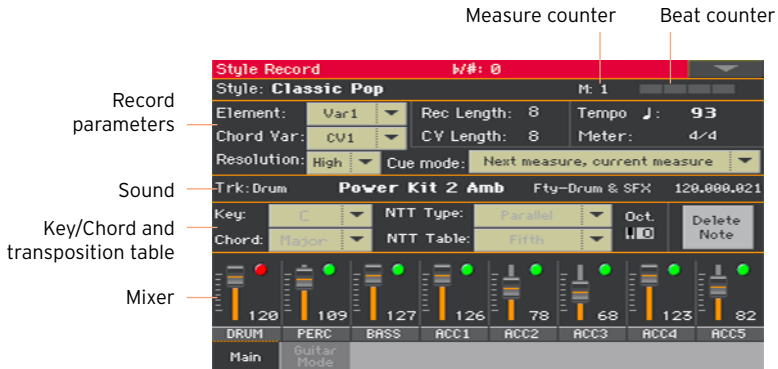 Measure counter Beat counter
Style Record ♭/#: 0
Style: Classic Pop M: 1
Record parameters
Element: Var1 Rec Length: 8 Tempo ♩: 93
Chord Var: CV1 CV Length: 8 Meter: 4/4
Resolution: High Cue mode: Next measure, current measure
Sound
Trk: Drum Power Kit 2 Amb Fty-Drum & SFX 120.000.021
Key/Chord and transposition table
Key: C NTT Type: Parallel Oct. Delete Note
Chord: Major NTT Table: Fifth 0
Mixer
120 109 127 126 78 68 123 82
DRUM PERC BASS ACC1 ACC2 ACC3 ACC4 ACC5
Main Guitar Mode